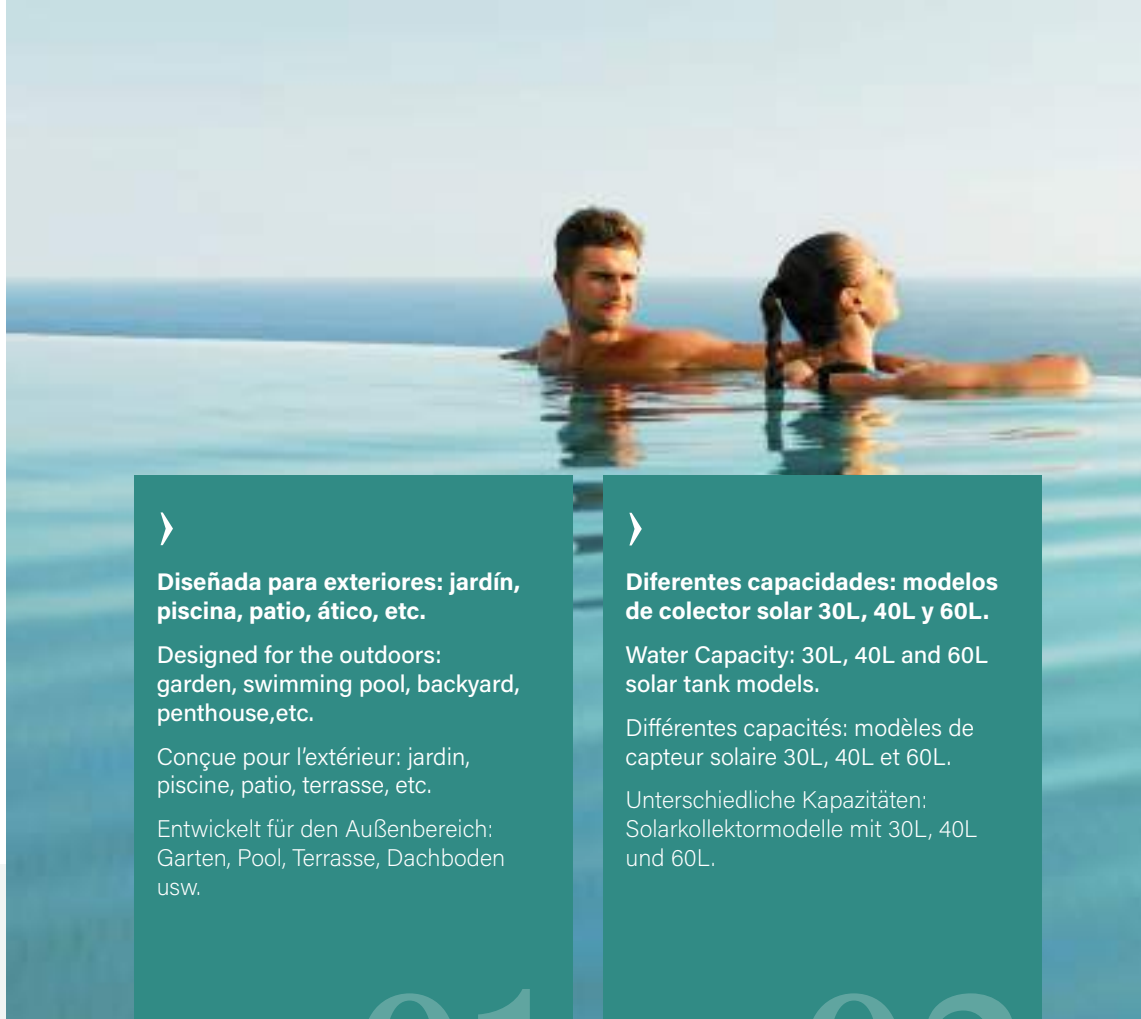 Diseñada para exteriores: jardín,
piscina, patio, ático, etc.
Designed for the outdoors:
garden, swimming pool, backyard,
penthouse,etc.
Conçue pour l’extérieur: jardin,
piscine, patio, terrasse, etc.
Entwickelt für den Außenbereich:
Garten, Pool, Terrasse, Dachboden
usw.
Diferentes capacidades: modelos
de colector solar 30L, 40L y 60L.
Water Capacity: 30L, 40L and 60L
solar tank models.
Différentes capacités: modèles de
capteur solaire 30L, 40L et 60L.
Unterschiedliche Kapazitäten:
Solarkollektormodelle mit 30L, 40L
und 60L.